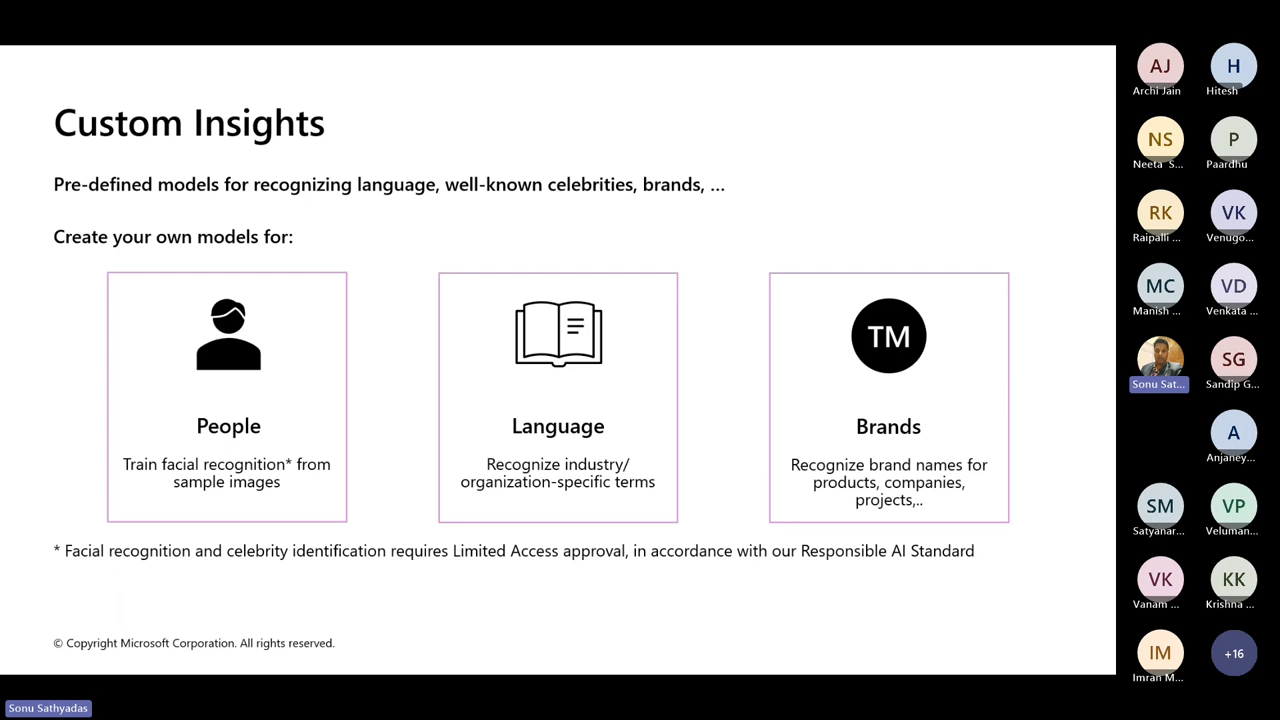 Custom Insights
Pre-defined models for recognizing language, well-known celebrities, brands, ...
Create your own models for:
People
Train facial recognition* from
sample images
Language
Recognize industry/
organization-specific terms
TM
Brands
Recognize brand names for
products, companies,
projects,..
* Facial recognition and celebrity identification requires Limited Access approval, in accordance with our Responsible AI Standard
© Copyright Microsoft Corporation. All rights reserved.
Sonu Sathyadas
AJ
Archi Jain
H
Hitesh
NS
Neeta S...
P
Paardhu
RK
Raipalli ...
VK
Venugo...
MC
Manish ...
VD
Venkata ...
Sonu Sat...
SG
Sandip G...
A
Anjaney...
SM
Satyanar...
VP
Veluman...
VK
Vanam ...
KK
Krishna ...
IM
Imran M...
+16